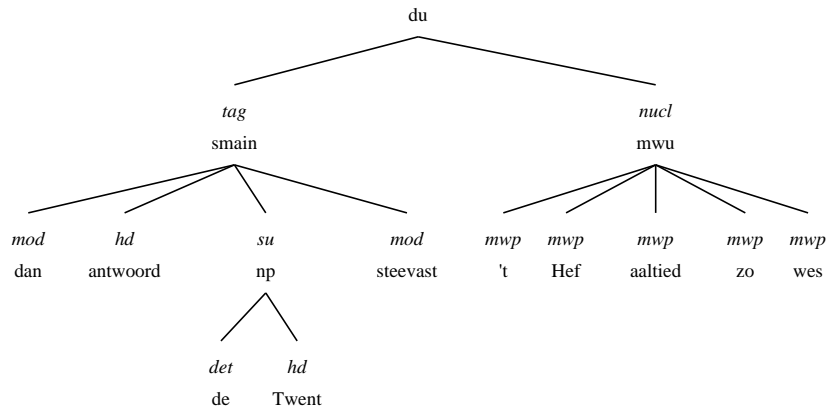 du
tag nucl
smain mwu
mod hd su mod mwp mwp mwp mwp mwp
dan antwoord np steevast 't Hef aaltied zo wes
det hd
de Twent